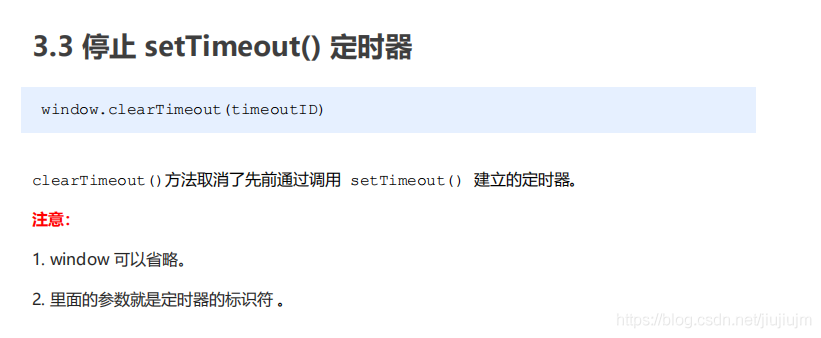 3.3 停止 setTimeout() 定时器
window.clearTimeout(timeoutID)
clearTimeout()方法取消了先前通过调用 setTimeout() 建立的定时器。
注意：
1. window 可以省略。
2. 里面的参数就是定时器的标识符 。
https://blog.csdn.net/jiujiujrn